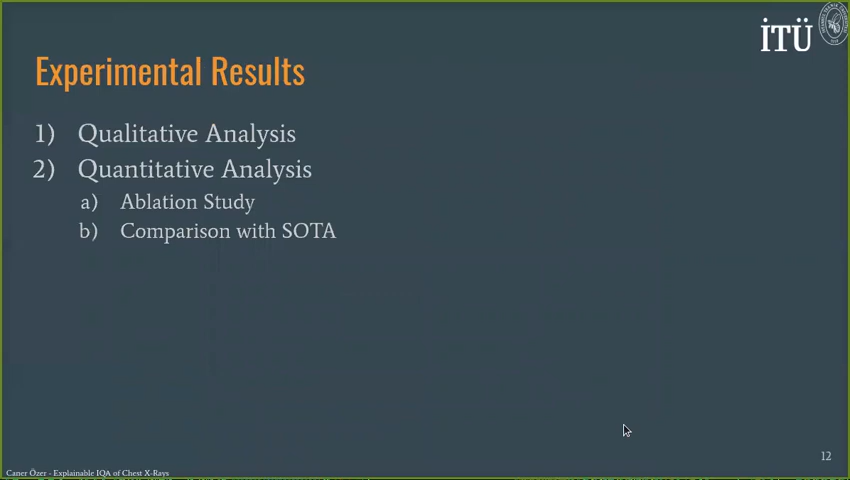 İTÜ
Experimental Results
1) Qualitative Analysis
2) Quantitative Analysis
a) Ablation Study
b) Comparison with SOTA
12
Caner Özer - Explainable IQA of Chest X-Rays